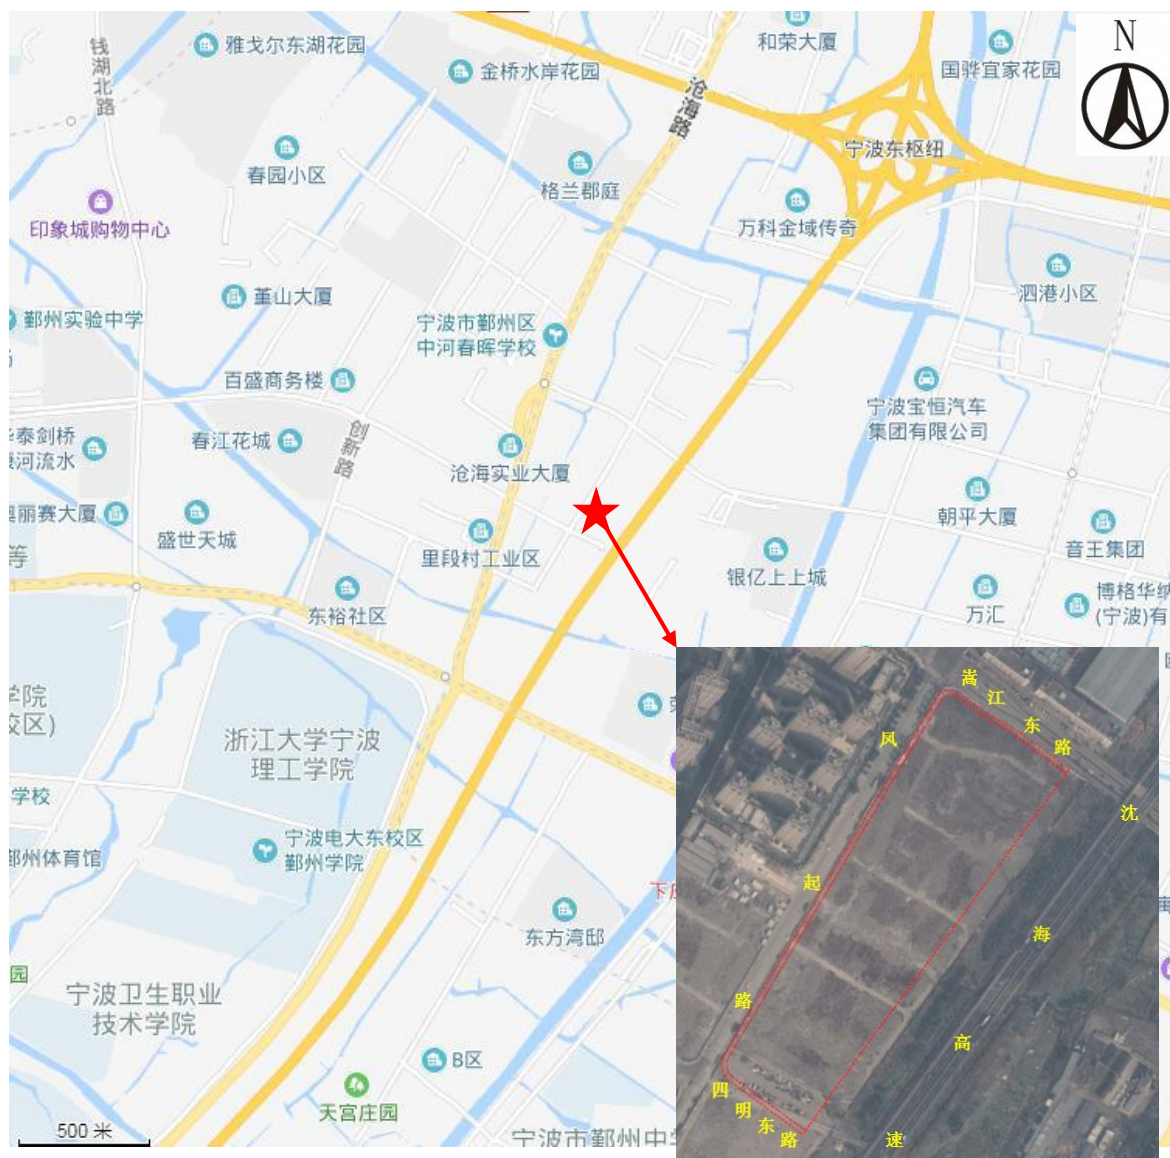 N
钱湖北路
雅戈尔东湖花园
金桥水岸花园
和荣大厦
国骅宜家花园
沧海路
宁波东枢纽
春园小区
格兰郡庭
印象城购物中心
万科金域传奇
泗港小区
堇山大厦
鄞州实验中学
宁波市鄞州区
中河春晖学校
百盛商务楼
宁波宝恒汽车
集团有限公司
泰剑桥
河流水
春江花城
创新路
沧海实业大厦
丽赛大厦
盛世天城
里段村工业区
朝平大厦
音王集团
等
银亿上上城
东裕社区
万汇
博格华纳
(宁波)有
学院
校区)
浙江大学宁波
理工学院
学校
宁波电大东校区
鄞州学院
鄞州体育馆
东方湾邸
园
宁波卫生职业
技术学院
B区
天宫庄园
500 米
宁波市鄞州中
嵩江东路
凤起路
沈海高速
四明东路